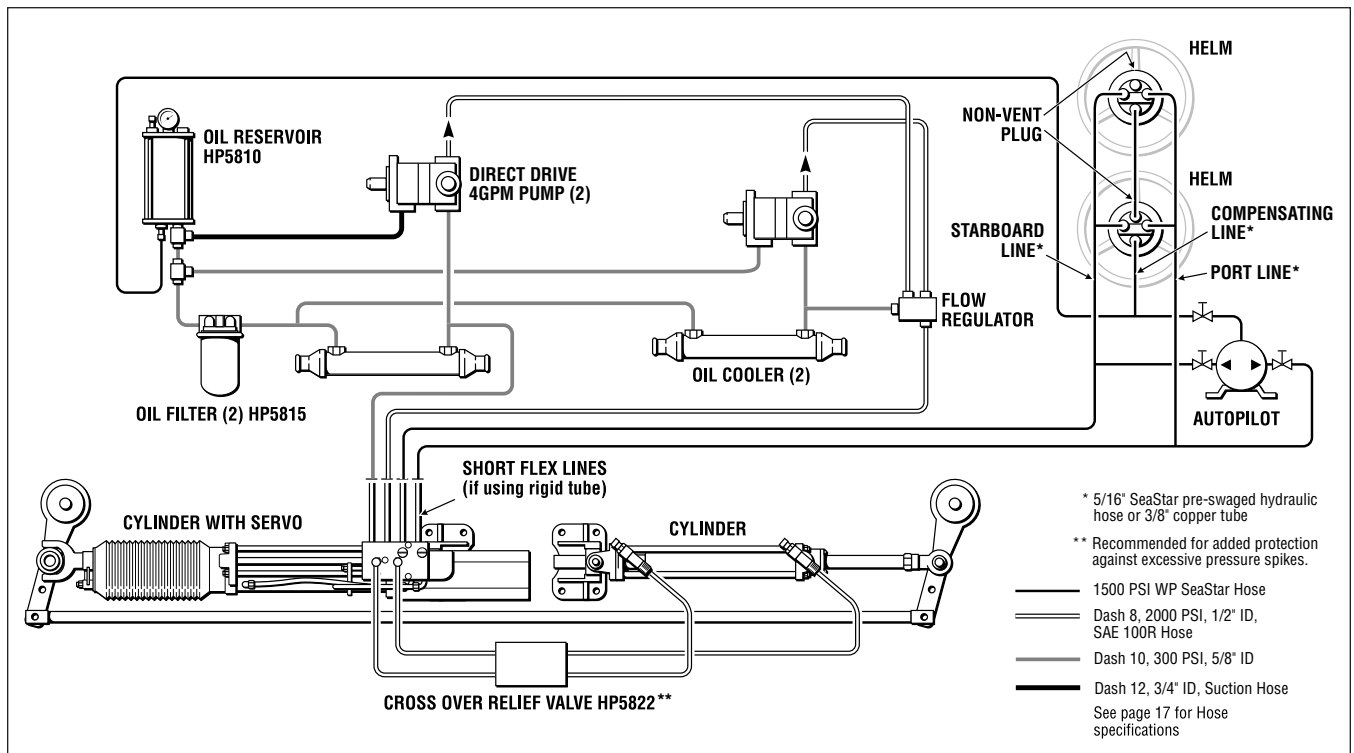 HELM
NON-VENT
PLUG
OIL RESERVOIR
HP5810
DIRECT DRIVE
4GPM PUMP (2)
HELM
COMPENSATING
LINE*
STARBOARD
LINE*
PORT LINE*
FLOW
REGULATOR
OIL COOLER (2)
OIL FILTER (2) HP5815
AUTOPILOT
SHORT FLEX LINES
(if using rigid tube)
CYLINDER WITH SERVO
CYLINDER
CROSS OVER RELIEF VALVE HP5822**
* 5/16" SeaStar pre-swaged hydraulic
hose or 3/8" copper tube
** Recommended for added protection
against excessive pressure spikes.
1500 PSI WP SeaStar Hose
Dash 8, 2000 PSI, 1/2" ID,
SAE 100R Hose
Dash 10, 300 PSI, 5/8" ID
Dash 12, 3/4" ID, Suction Hose
See page 17 for Hose
specifications